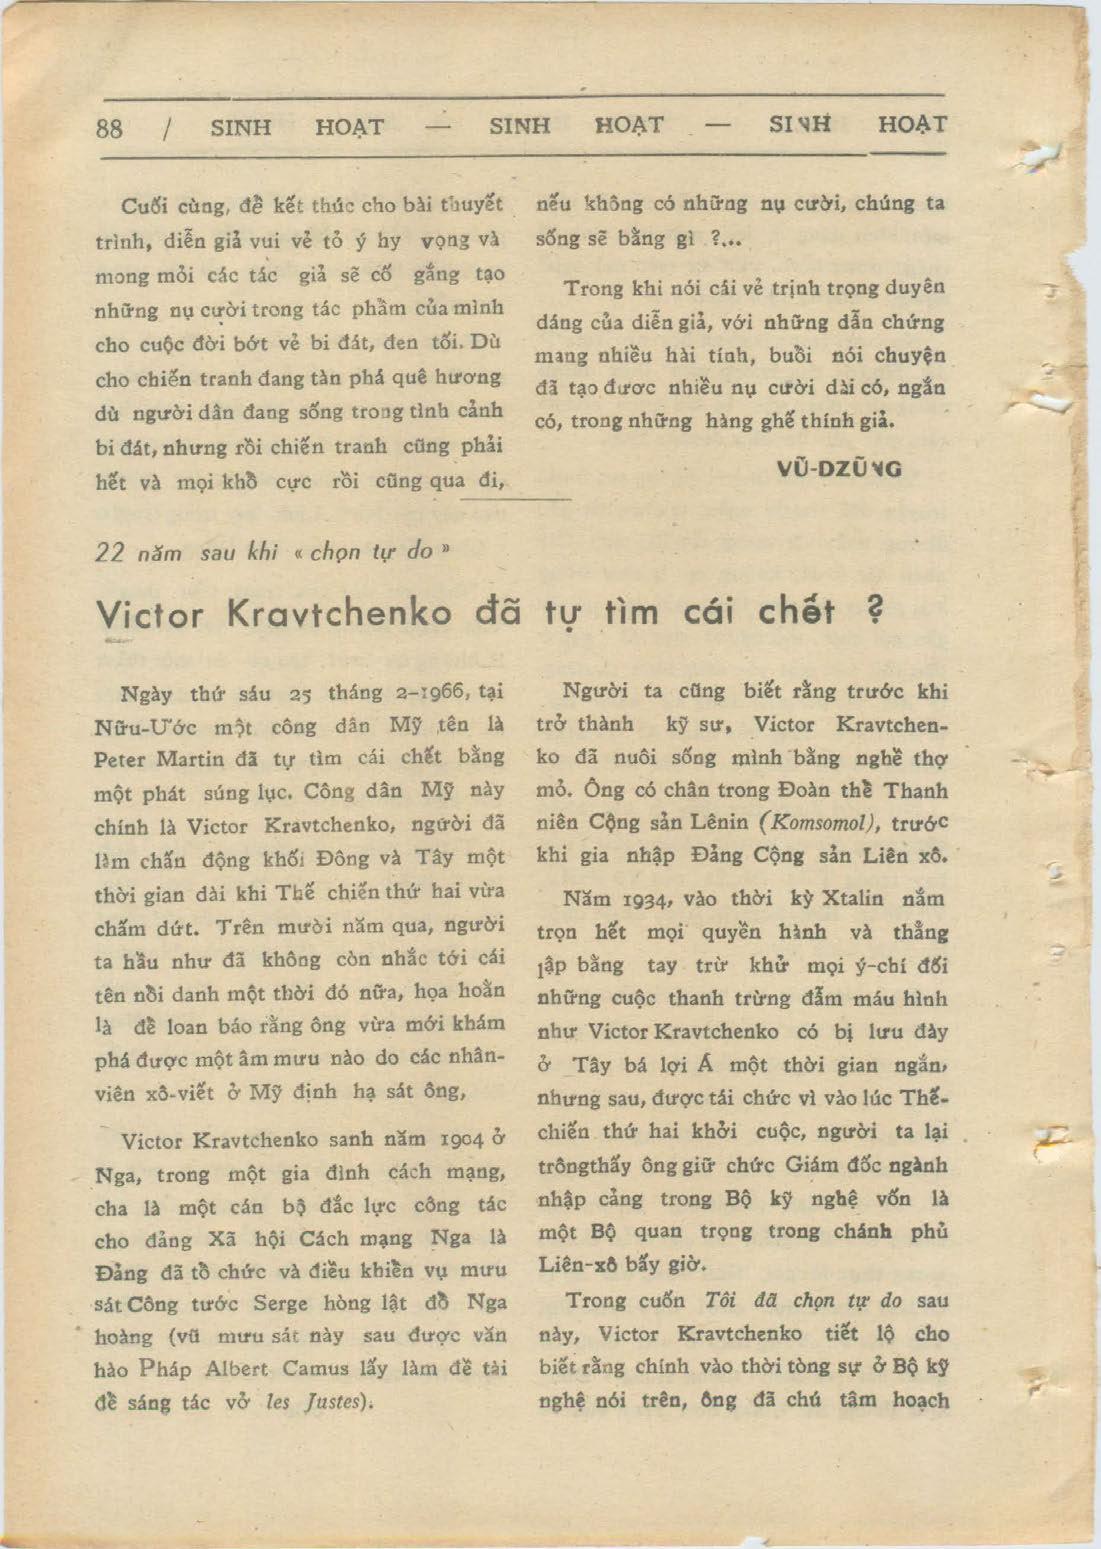 88 / SINH HOẠT — SINH HOẠT — SINH HOẠT
Cuối cùng, để kết thúc cho bài thuyết
trình, diễn giả vui vẻ tỏ ý hy vọng và
mong mỏi các tác giả sẽ cố gắng tạo
những nụ cười trong tác phẩm của mình
cho cuộc đời bớt vẻ bi đát, đen tối. Dù
cho chiến tranh đang tàn phá quê hương
dù người dân đang sống trong tình cảnh
bi đát, nhưng rồi chiến tranh cũng phải
hết và mọi khổ cực rồi cũng qua đi,
nếu không có những nụ cười, chúng ta
sống sẽ bằng gì ?...
Trong khi nói cái vẻ trịnh trọng duyên
dáng của diễn giả, với những dẫn chứng
mang nhiều hài tính, buổi nói chuyện
đã tạo đươc nhiều nụ cười dài có, ngắn
có, trong những hàng ghế thính giả.
VŨ-DZŨNG
22 năm sau khi « chọn tự do »
Victor Kravtchenko đã tự tìm cái chết ?
Ngày thứ sáu 25 tháng 2-1966, tại
Nữu-Ước một công dân Mỹ tên là
Peter Martin đã tự tìm cái chết bằng
một phát súng lục. Công dân Mỹ này
chính là Victor Kravtchenko, người đã
làm chấn động khối Đông và Tây một
thời gian dài khi Thế chiến thứ hai vừa
chấm dứt. Trên mười năm qua, người
ta hầu như đã không còn nhắc tới cái
tên nổi danh một thời đó nữa, họa hoằn
là để loan báo rằng ông vừa mới khám
phá được một âm mưu nào do các nhân-
viên xô-viết ở Mỹ định hạ sát ông,
Victor Kravtchenko sanh năm 1904 ở
Nga, trong một gia đình cách mạng,
cha là một cán bộ đắc lực công tác
cho đảng Xã hội Cách mạng Nga là
Đảng đã tổ chức và điều khiển vụ mưu
sát Công tước Serge hòng lật đổ Nga
hoàng (vũ mưu sát này sau được văn
hào Pháp Albert Camus lấy làm đề tài
để sáng tác vở les Justes).
Người ta cũng biết rằng trước khi
trở thành kỹ sư, Victor Kravtchen-
ko đã nuôi sống mình bằng nghề thợ
mỏ. Ông có chân trong Đoàn thể Thanh
niên Cộng sản Lênin (Komsomol), trước
khi gia nhập Đảng Cộng sản Liên xô.
Năm 1934, vào thời kỳ Xtalin nắm
trọn hết mọi quyền hành và thẳng
ập bằng tay trừ khử mọi ý-chí đối
những cuộc thanh trừng đẫm máu hình
như Victor Kravtchenko có bị lưu đày
ở Tây bá lợi Á một thời gian ngắn,
nhưng sau, được tái chức vì vào lúc Thế-
chiến thứ hai khởi cuộc, người ta lại
trôngthấy ông giữ chức Giám đốc ngành
nhập cảng trong Bộ kỹ nghệ vốn là
một Bộ quan trọng trong chánh phủ
Liên-xô bấy giờ.
Trong cuốn Tôi đã chọn tự do sau
này, Victor Kravtchenko tiết lộ cho
biết rằng chính vào thời tòng sự ở Bộ kỹ
nghệ nói trên, ông đã chú tâm hoạch